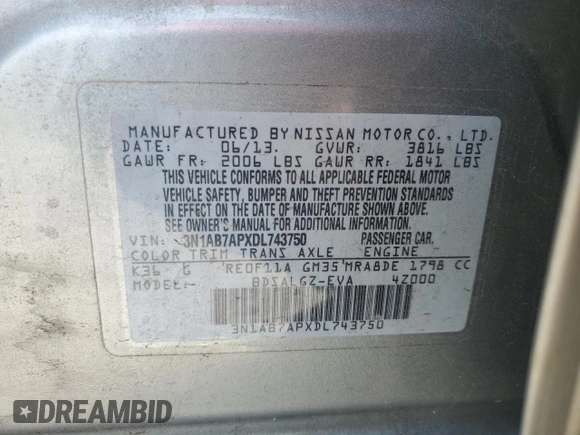 MANUFACTURED BY NISSAN MOTOR CO., LTD.
DATE: 06/13. GVWR: 3816 LBS
GAWR FR: 2006 LBS GAWR RR: 1841 LBS
THIS VEHICLE CONFORMS TO ALL APPLICABLE FEDERAL MOTOR
VEHICLE SAFETY, BUMPER AND THEFT PREVENTION STANDARDS
IN EFFECT ON THE DATE OF MANUFACTURE SHOWN ABOVE.
SEE OWNER'S MANUAL FOR ADDITIONAL INFORMATION.
VIN: 3N1AB7APXDL743750 PASSENGER CAR.
COLOR TRIM TRANS AXLE ENGINE
K36 G RE0F11A GM35 MRA8DE 1798 CC
MODEL: BDSALGZ-EVA 4Z000
3N1AB7APXDL743750
DREAMBID